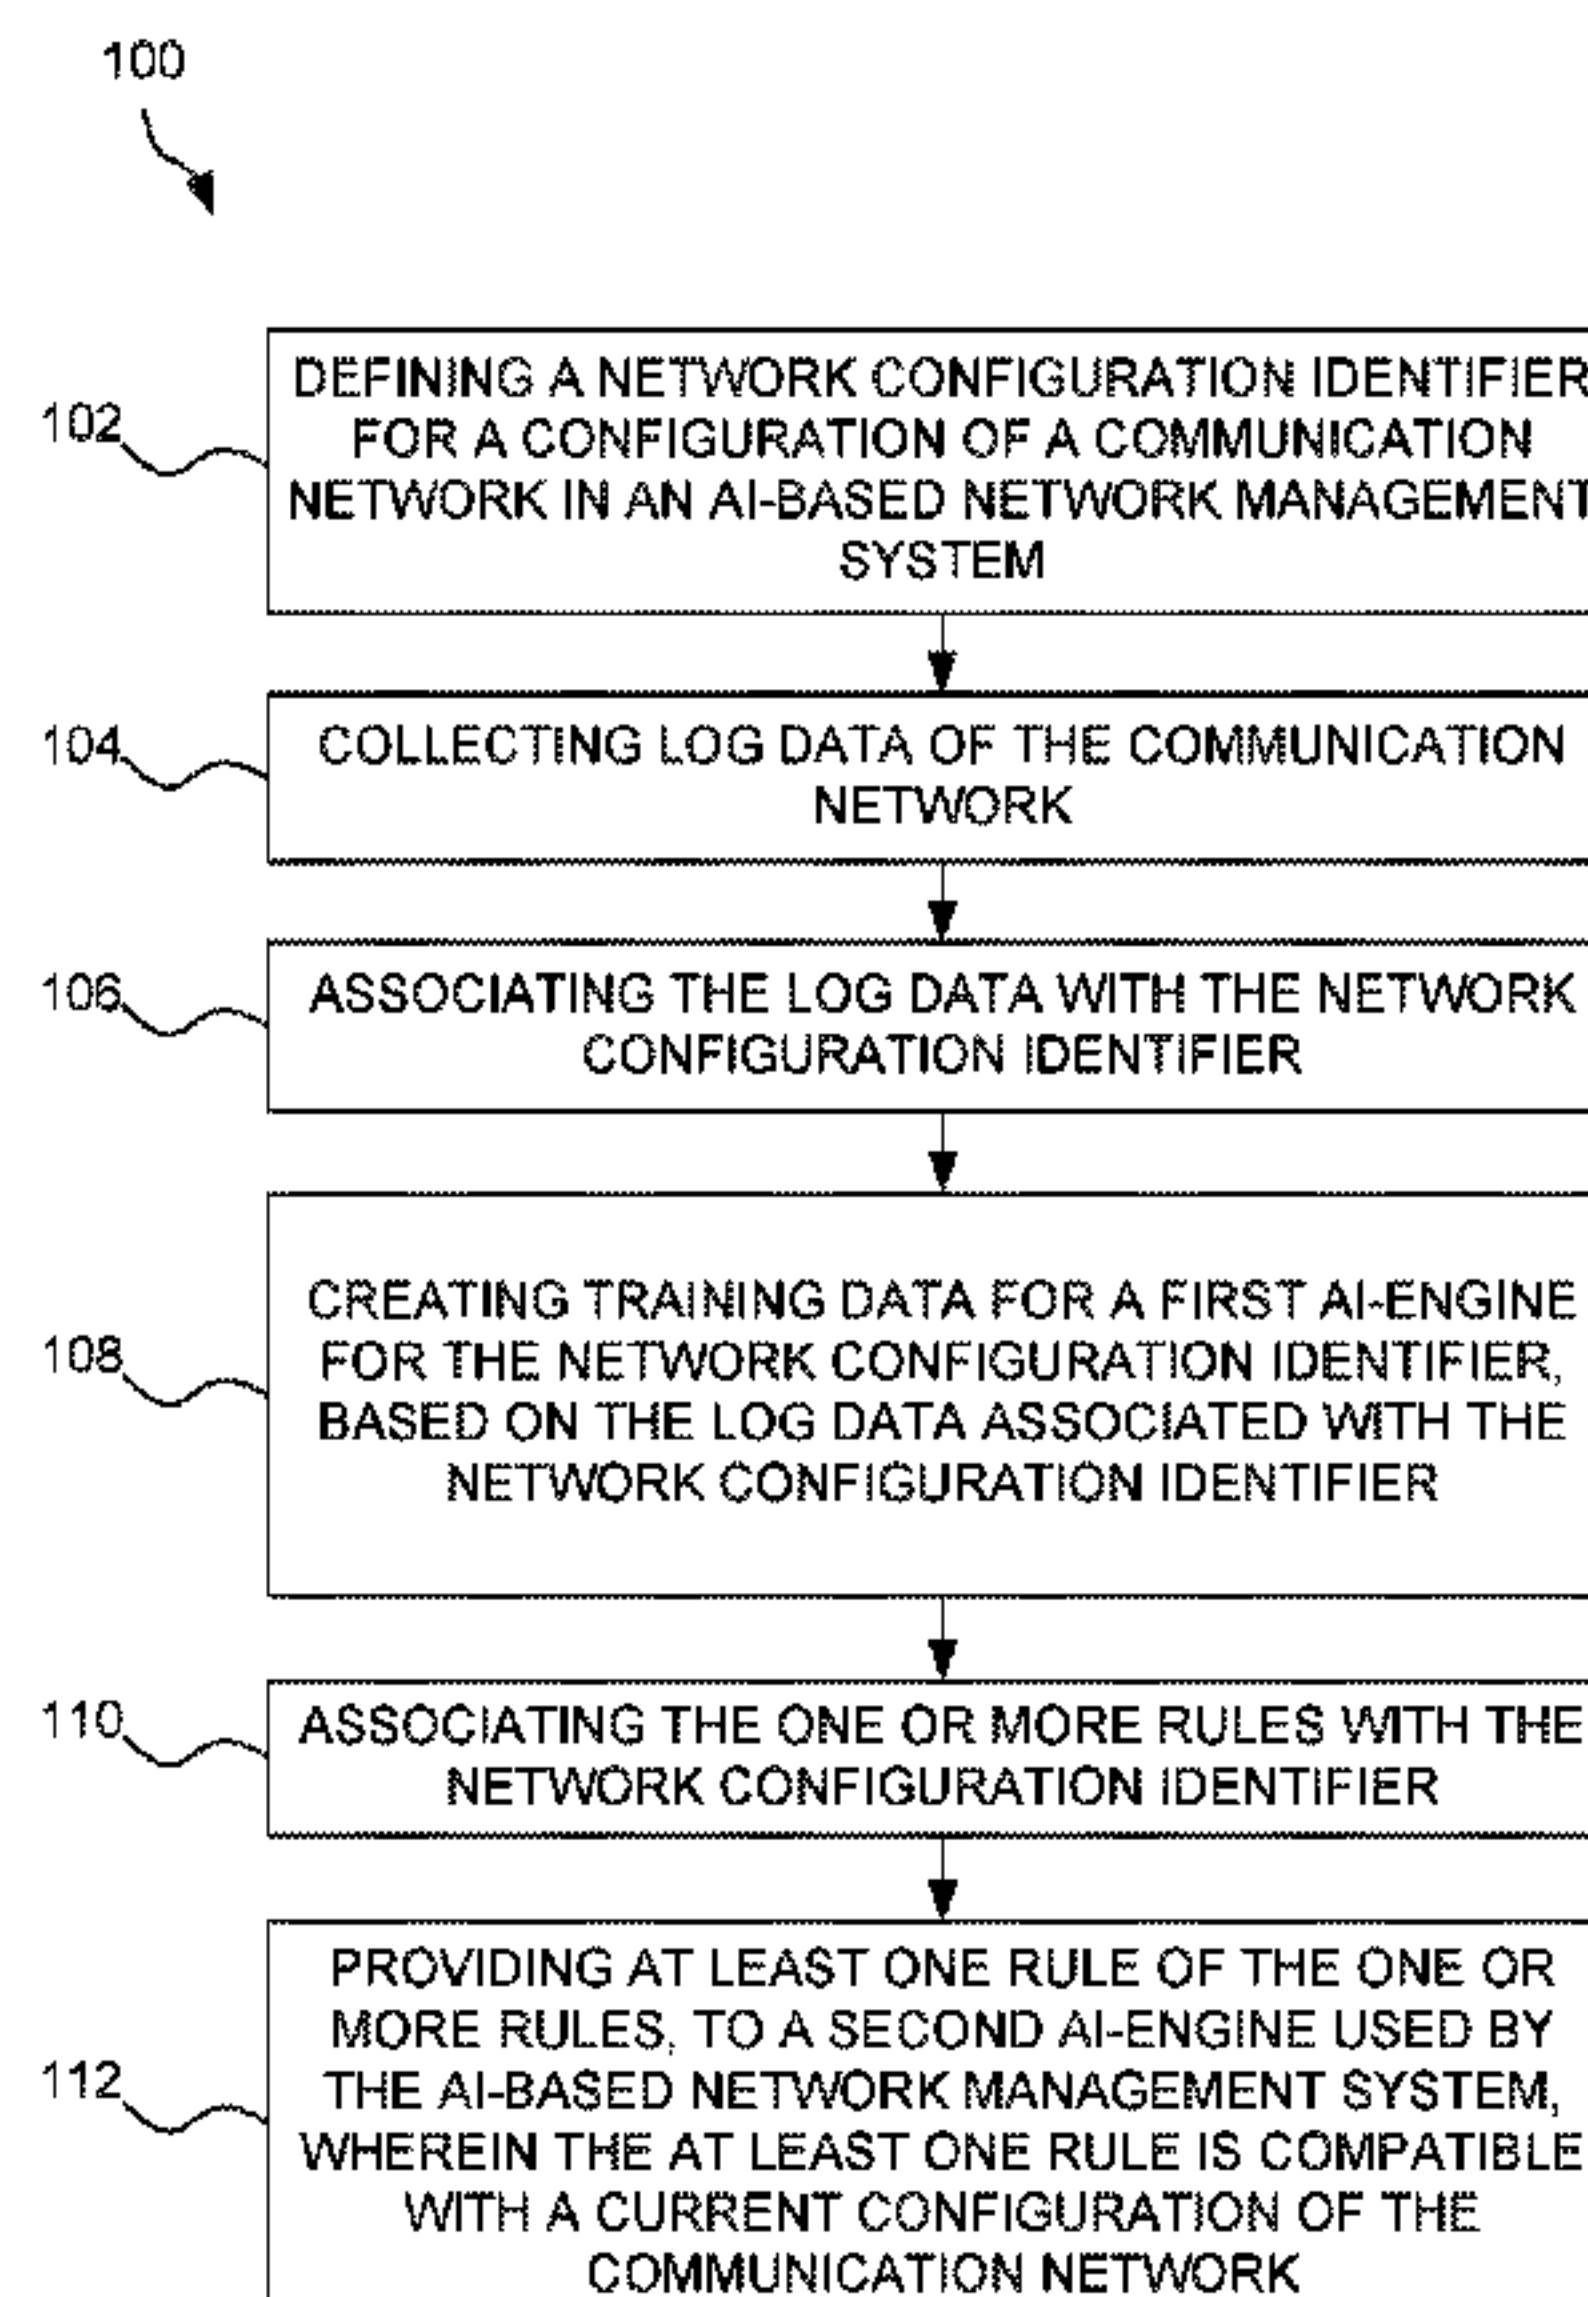 100
102
DEFINING A NETWORK CONFIGURATION IDENTIFIER
FOR A CONFIGURATION OF A COMMUNICATION
NETWORK IN AN AI-BASED NETWORK MANAGEMENT
SYSTEM
104
COLLECTING LOG DATA OF THE COMMUNICATION
NETWORK
106
ASSOCIATING THE LOG DATA WITH THE NETWORK
CONFIGURATION IDENTIFIER
108
CREATING TRAINING DATA FOR A FIRST AI-ENGINE
FOR THE NETWORK CONFIGURATION IDENTIFIER,
BASED ON THE LOG DATA ASSOCIATED WITH THE
NETWORK CONFIGURATION IDENTIFIER
110
ASSOCIATING THE ONE OR MORE RULES WITH THE
NETWORK CONFIGURATION IDENTIFIER
112
PROVIDING AT LEAST ONE RULE OF THE ONE OR
MORE RULES, TO A SECOND AI-ENGINE USED BY
THE AI-BASED NETWORK MANAGEMENT SYSTEM,
WHEREIN THE AT LEAST ONE RULE IS COMPATIBLE
WITH A CURRENT CONFIGURATION OF THE
COMMUNICATION NETWORK